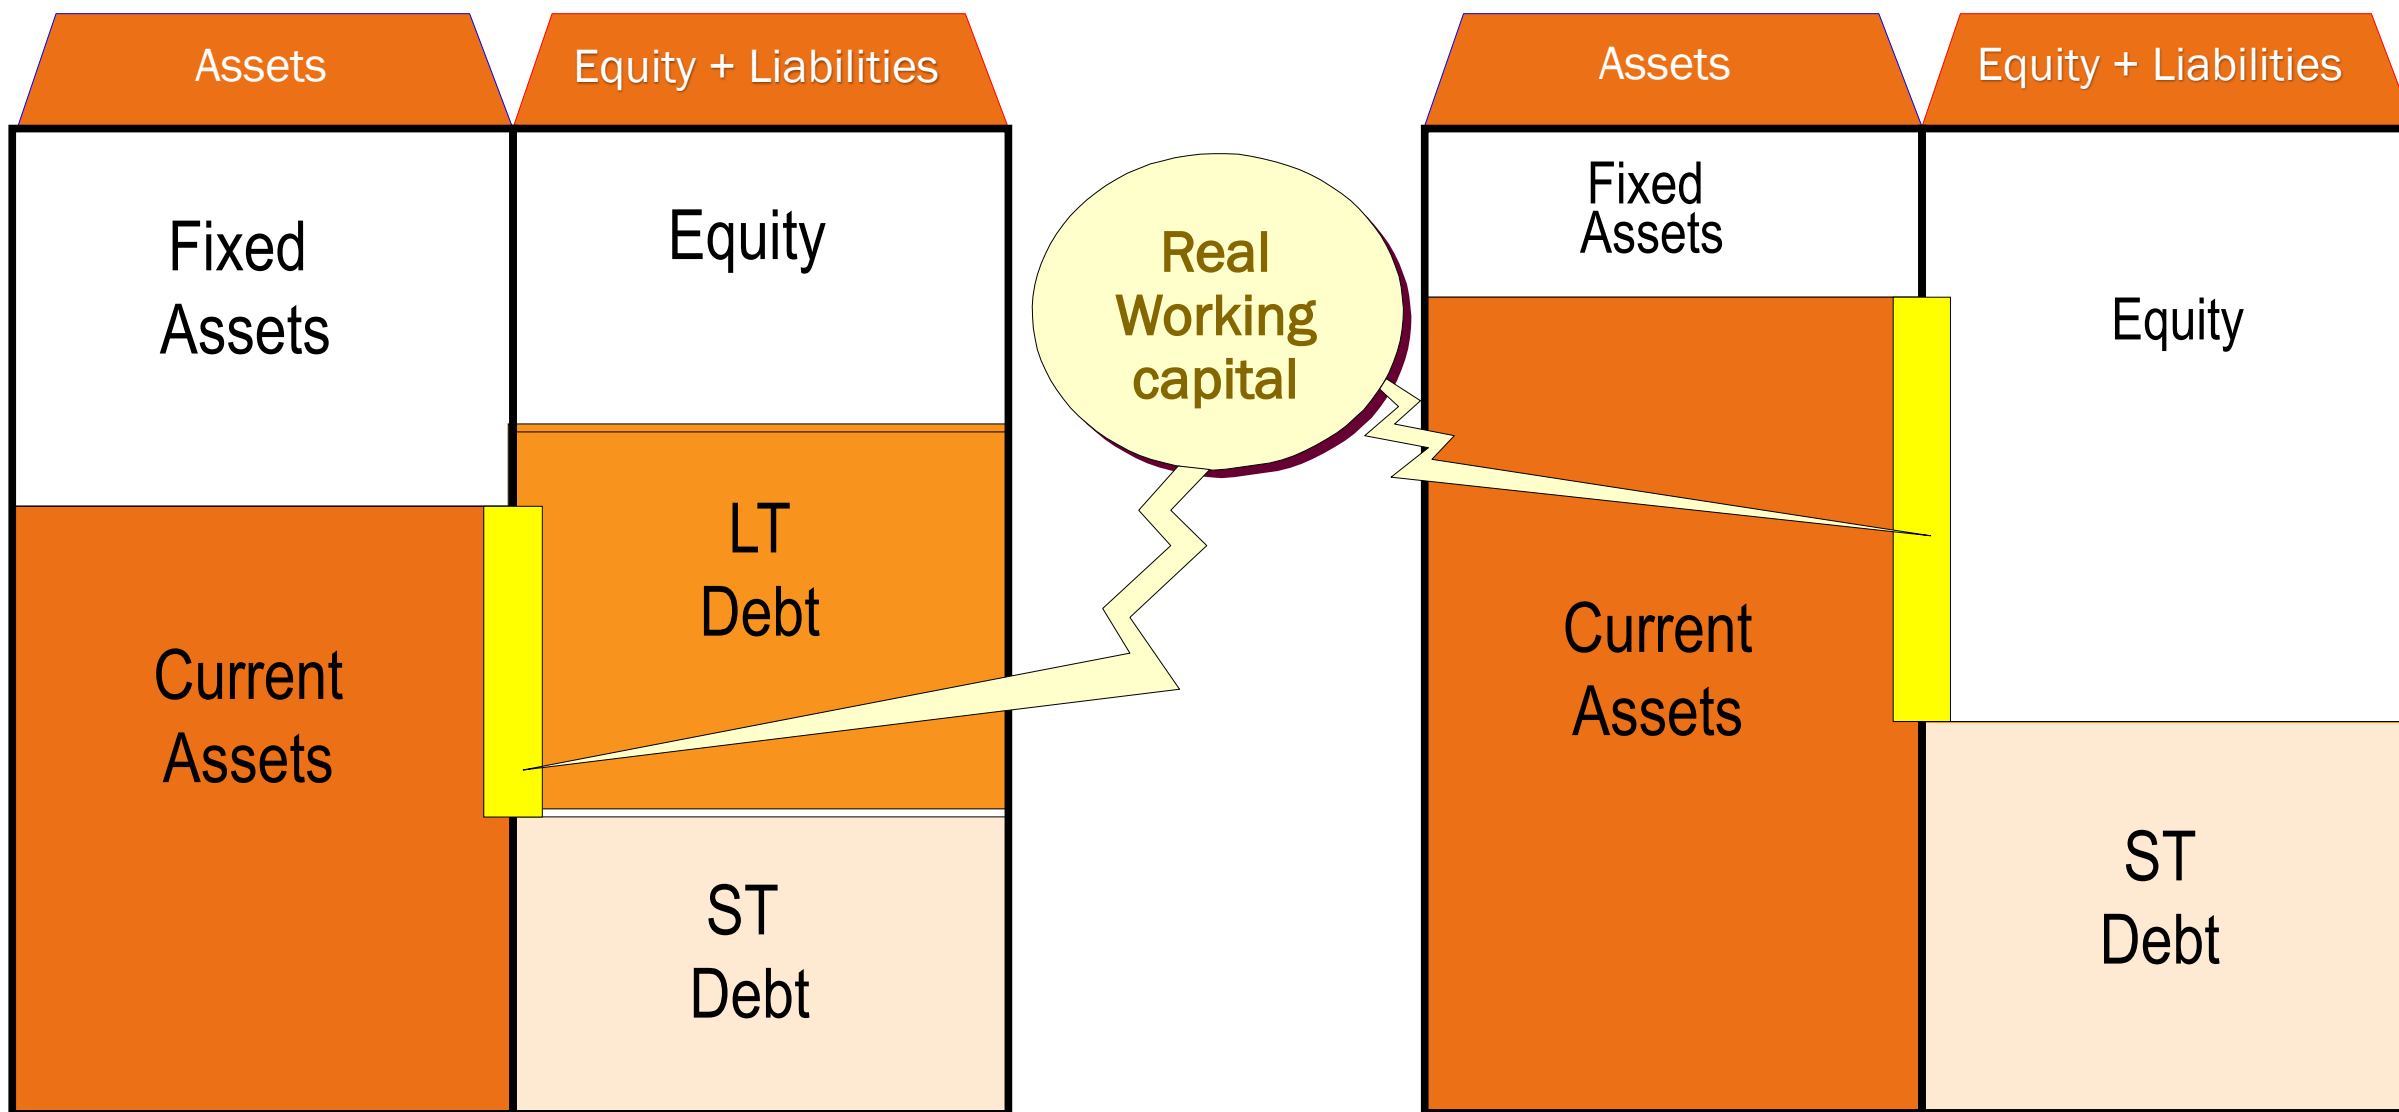 Assets
Equity + Liabilities
Fixed
Assets
Equity
LT
Debt
Current
Assets
ST
Debt
Real
Working
capital
Assets
Equity + Liabilities
Fixed
Assets
Equity
Current
Assets
ST
Debt